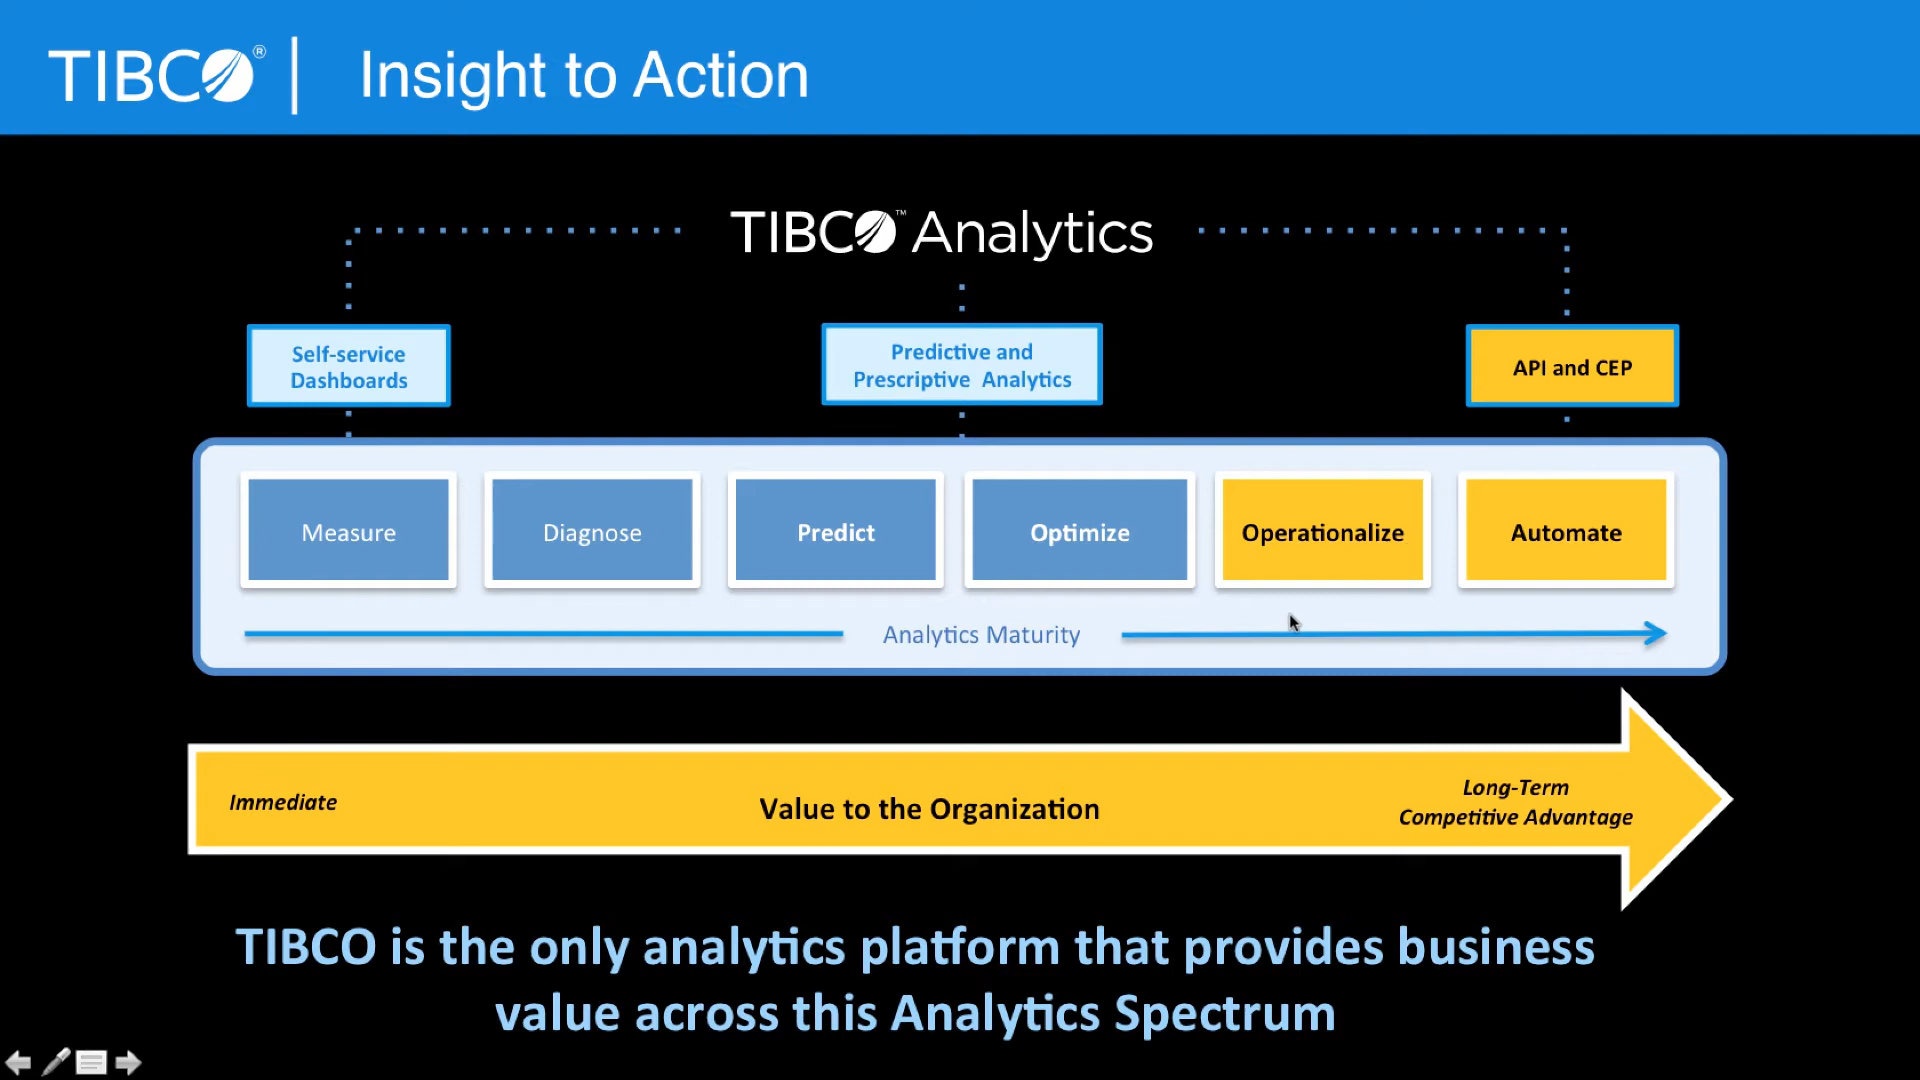 TIBCO® | Insight to Action
TIBCO™ Analytics
Self-service
Dashboards
Predictive and
Prescriptive Analytics
API and CEP
Measure
Diagnose
Predict
Optimize
Operationalize
Automate
Analytics Maturity
Immediate
Value to the Organization
Long-Term
Competitive Advantage
TIBCO is the only analytics platform that provides business
value across this Analytics Spectrum